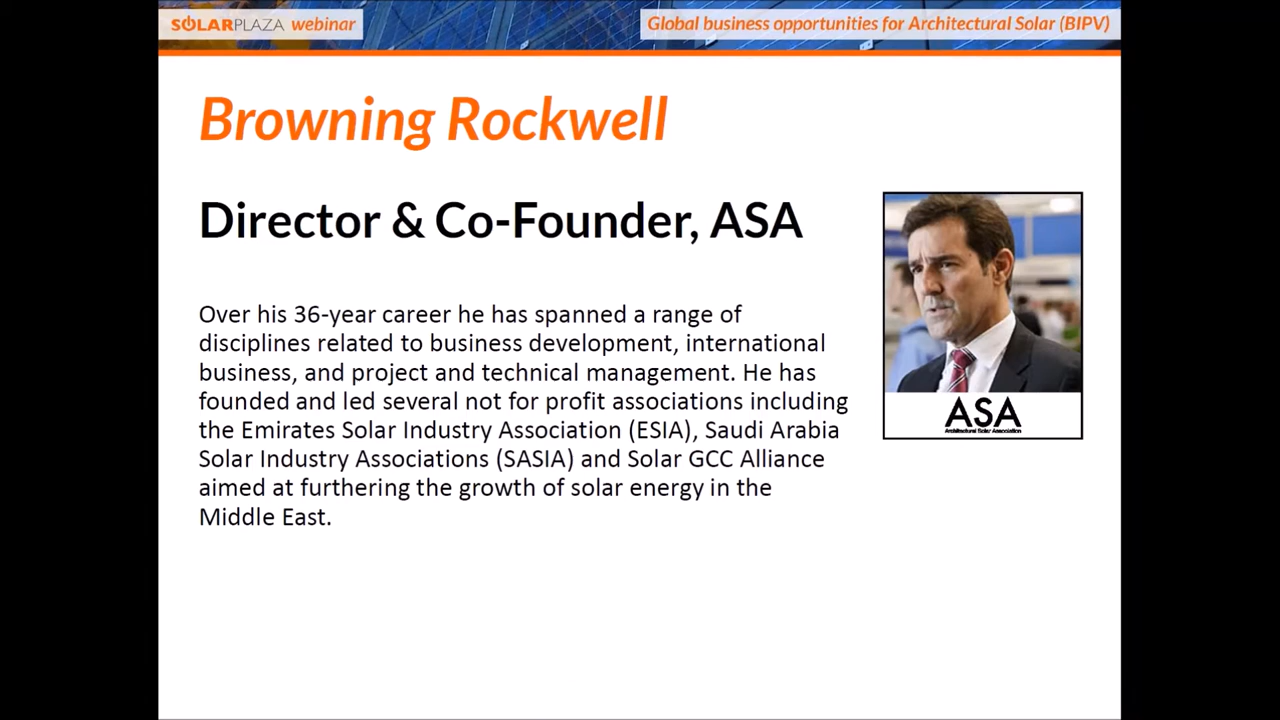 SOLARPLAZA webinar
Global business opportunities for Architectural Solar (BIPV)
Browning Rockwell
Director & Co-Founder, ASA
Over his 36-year career he has spanned a range of
disciplines related to business development, international
business, and project and technical management. He has
founded and led several not for profit associations including
the Emirates Solar Industry Association (ESIA), Saudi Arabia
Solar Industry Associations (SASIA) and Solar GCC Alliance
aimed at furthering the growth of solar energy in the
Middle East.
ASA
Architectural Solar Association